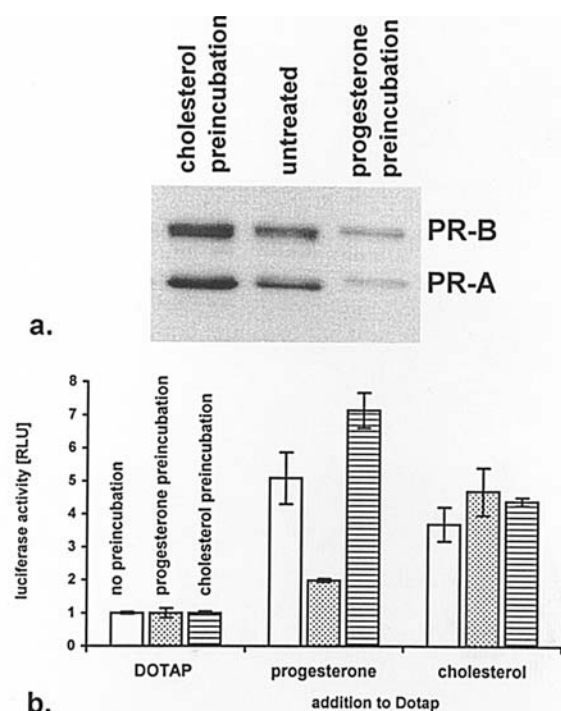 cholesterol
preincubation
untreated
progesterone
preincubation
PR-B
PR-A
a.
luciferase activity [RLU]
8
7
6
5
4
3
2
1
0
no preincubation
progesterone preincubation
cholesterol preincubation
DOTAP progesterone cholesterol
b. addition to Dotap